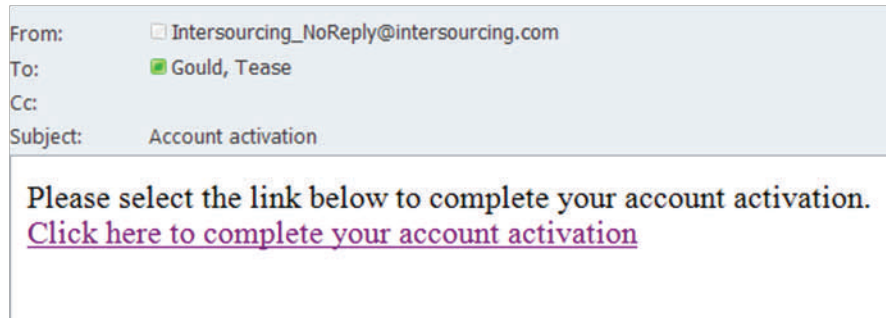 From: Intersourcing_NoReply@intersourcing.com
To: Gould, Tease
Cc:
Subject: Account activation
Please select the link below to complete your account activation.
Click here to complete your account activation